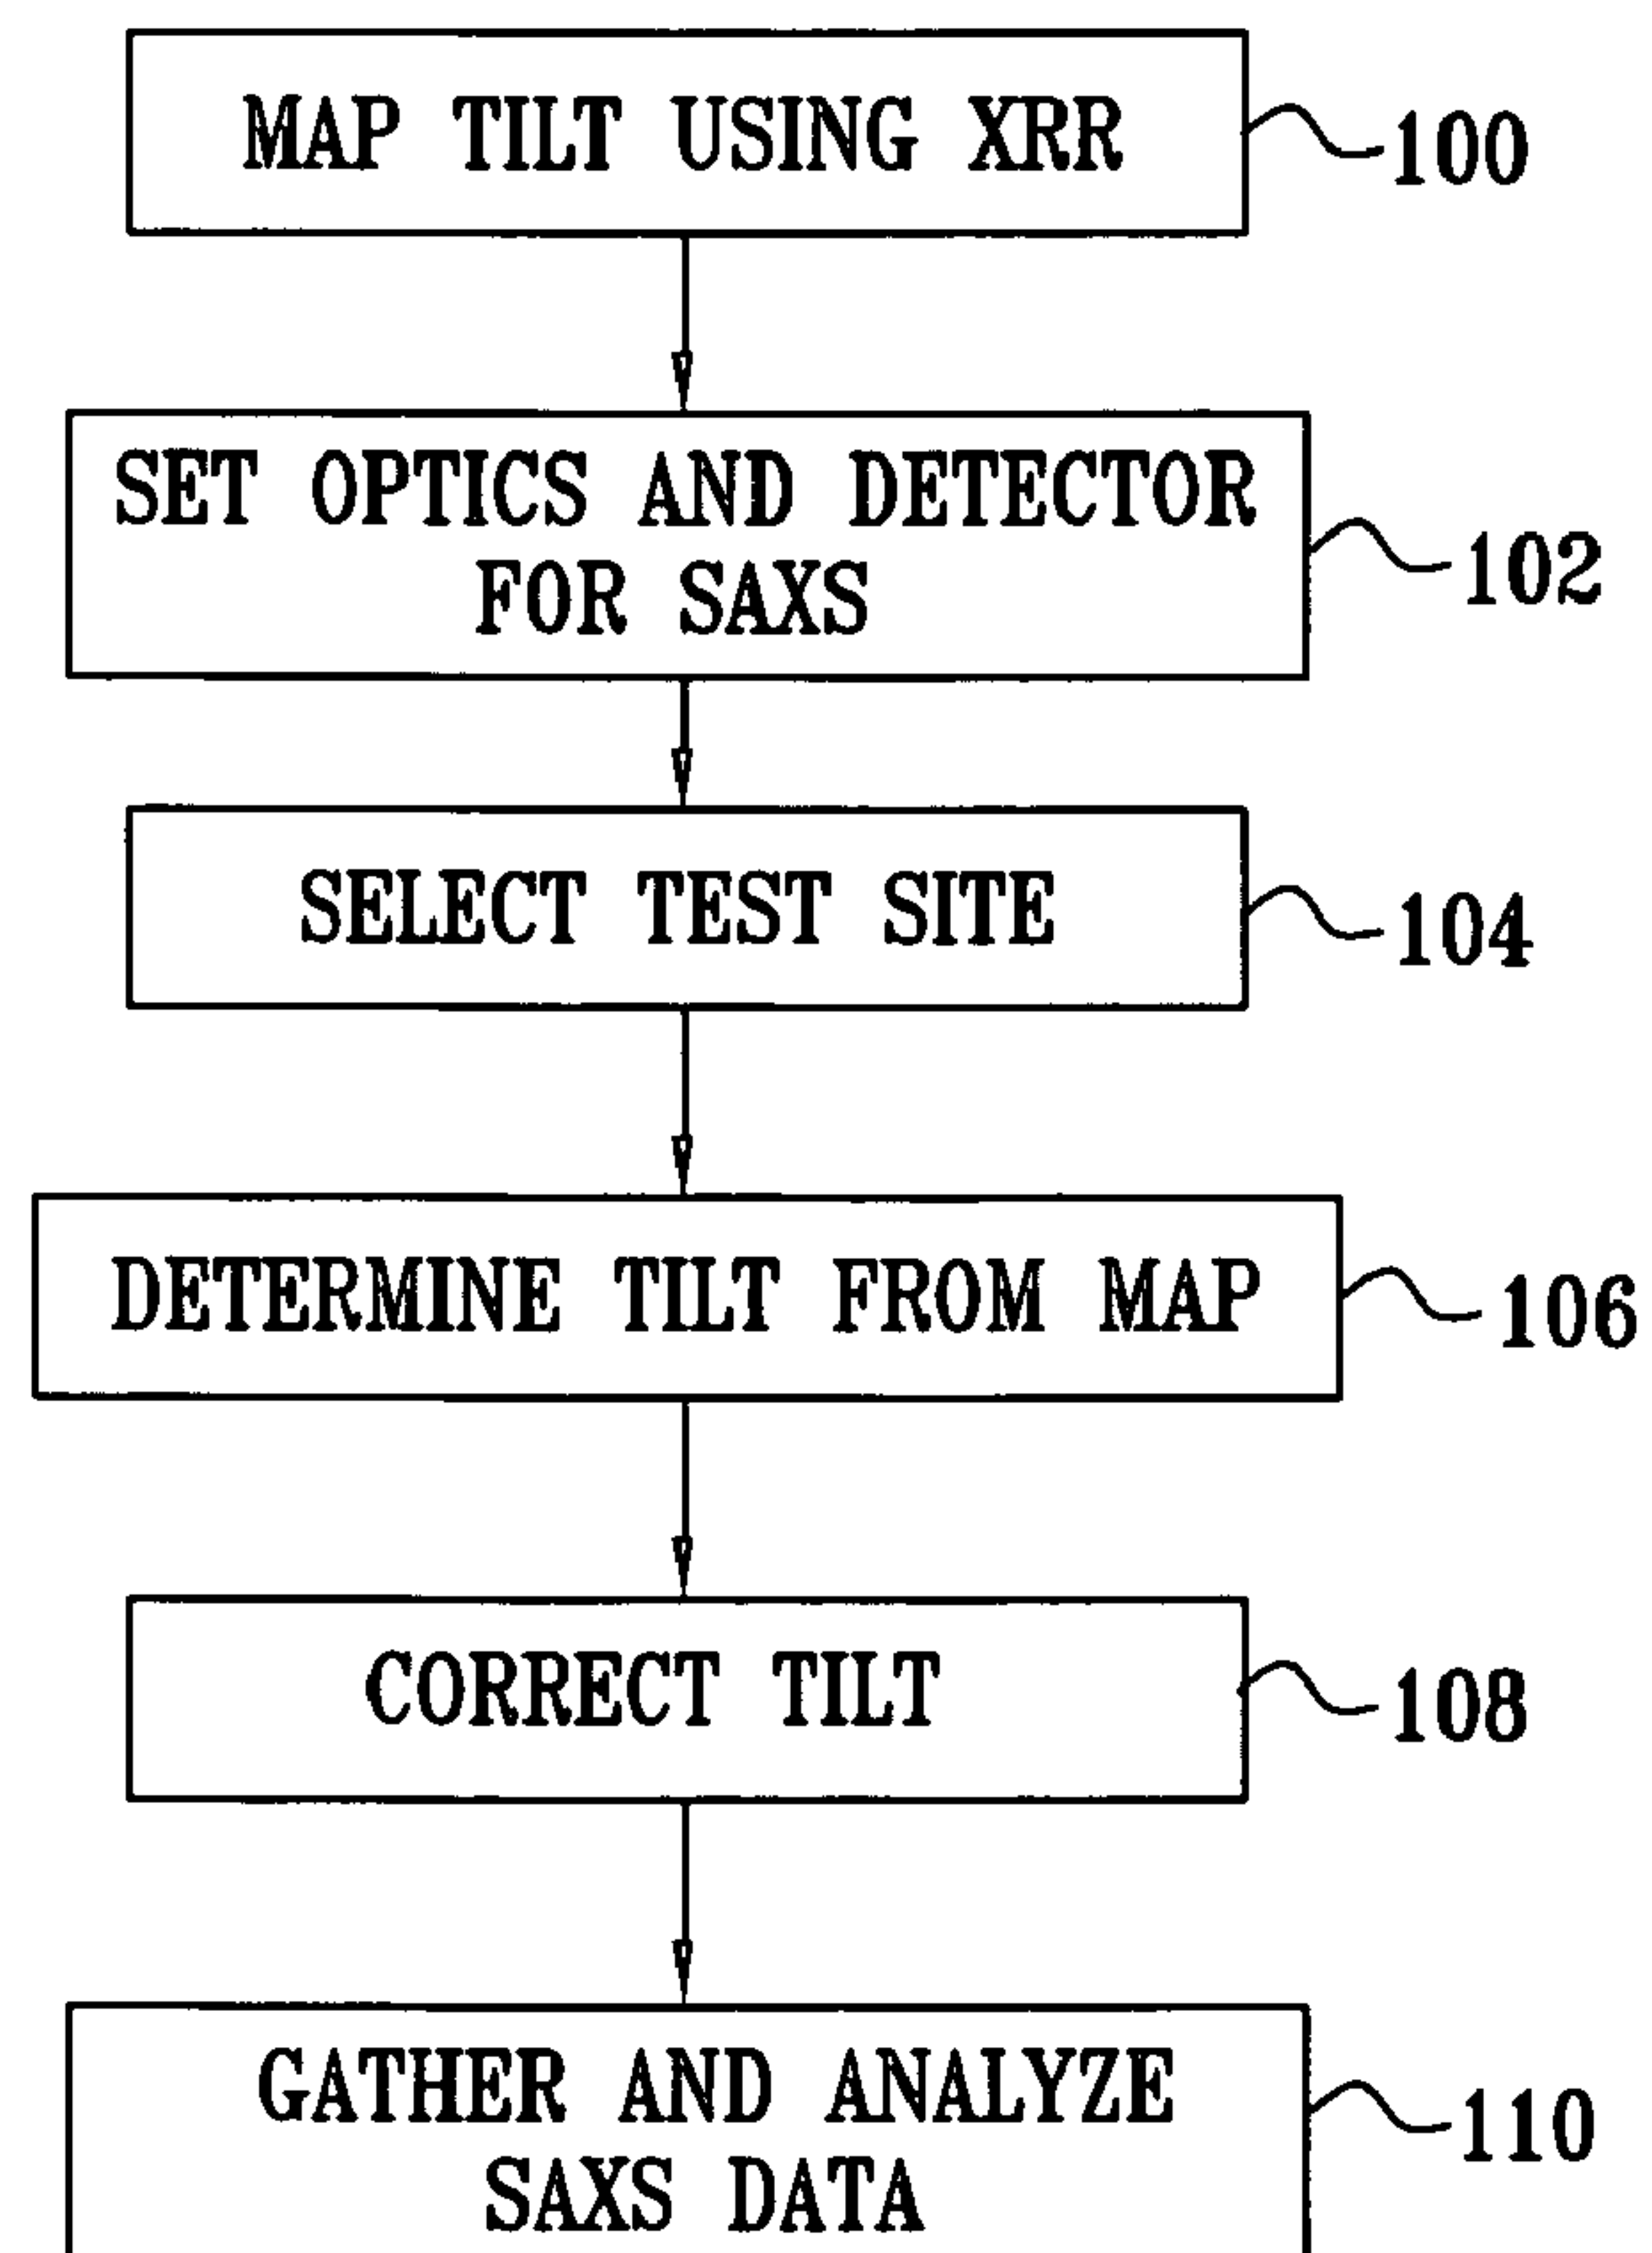 MAP TILT USING XRR
100
SET OPTICS AND DETECTOR
FOR SAXS
102
SELECT TEST SITE
104
DETERMINE TILT FROM MAP
106
CORRECT TILT
108
GATHER AND ANALYZE
SAXS DATA
110